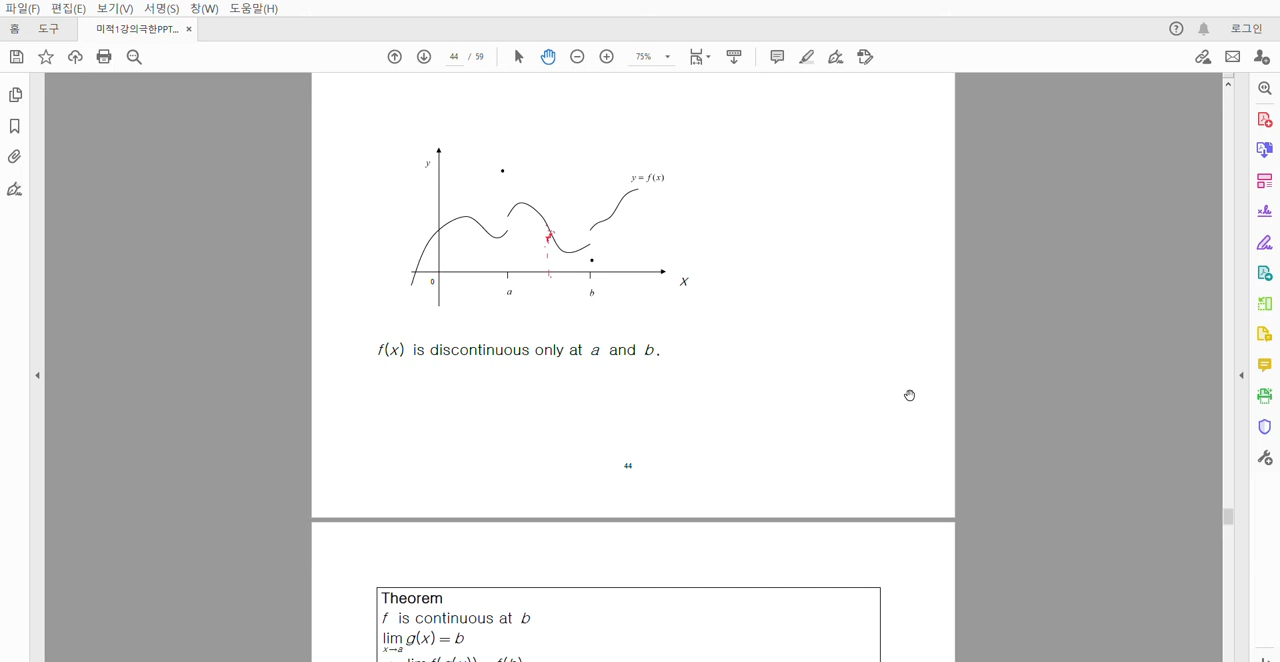 파일(F) 편집(E) 보기(V) 서명(S) 창(W) 도움말(H)
홈 도구 미적1강의극한PPT... × 로그인
44 / 59 75%
y
y = f(x)
0
a
b
X
f(x) is discontinuous only at a and b.
44
Theorem
f is continuous at b
lim g(x) = b
x→a